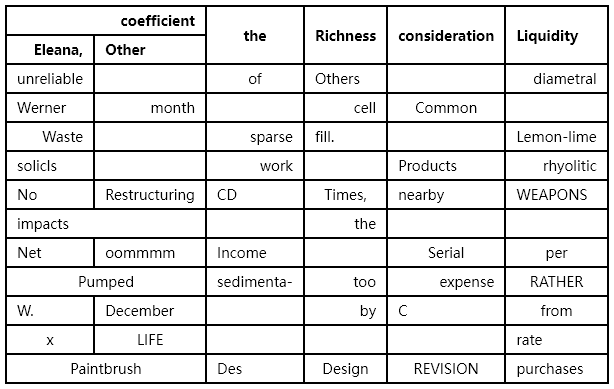 coefficient the Richness consideration Liquidity
Eleana, Other
unreliable of Others diametral
Werner month cell Common
Waste sparse fill. Lemon-lime
solicls work Products rhyolitic
No Restructuring CD Times, nearby WEAPONS
impacts the
Net oommmm Income Serial per
Pumped sedimenta- too expense RATHER
W. December by C from
x LIFE rate
Paintbrush Des Design REVISION purchases